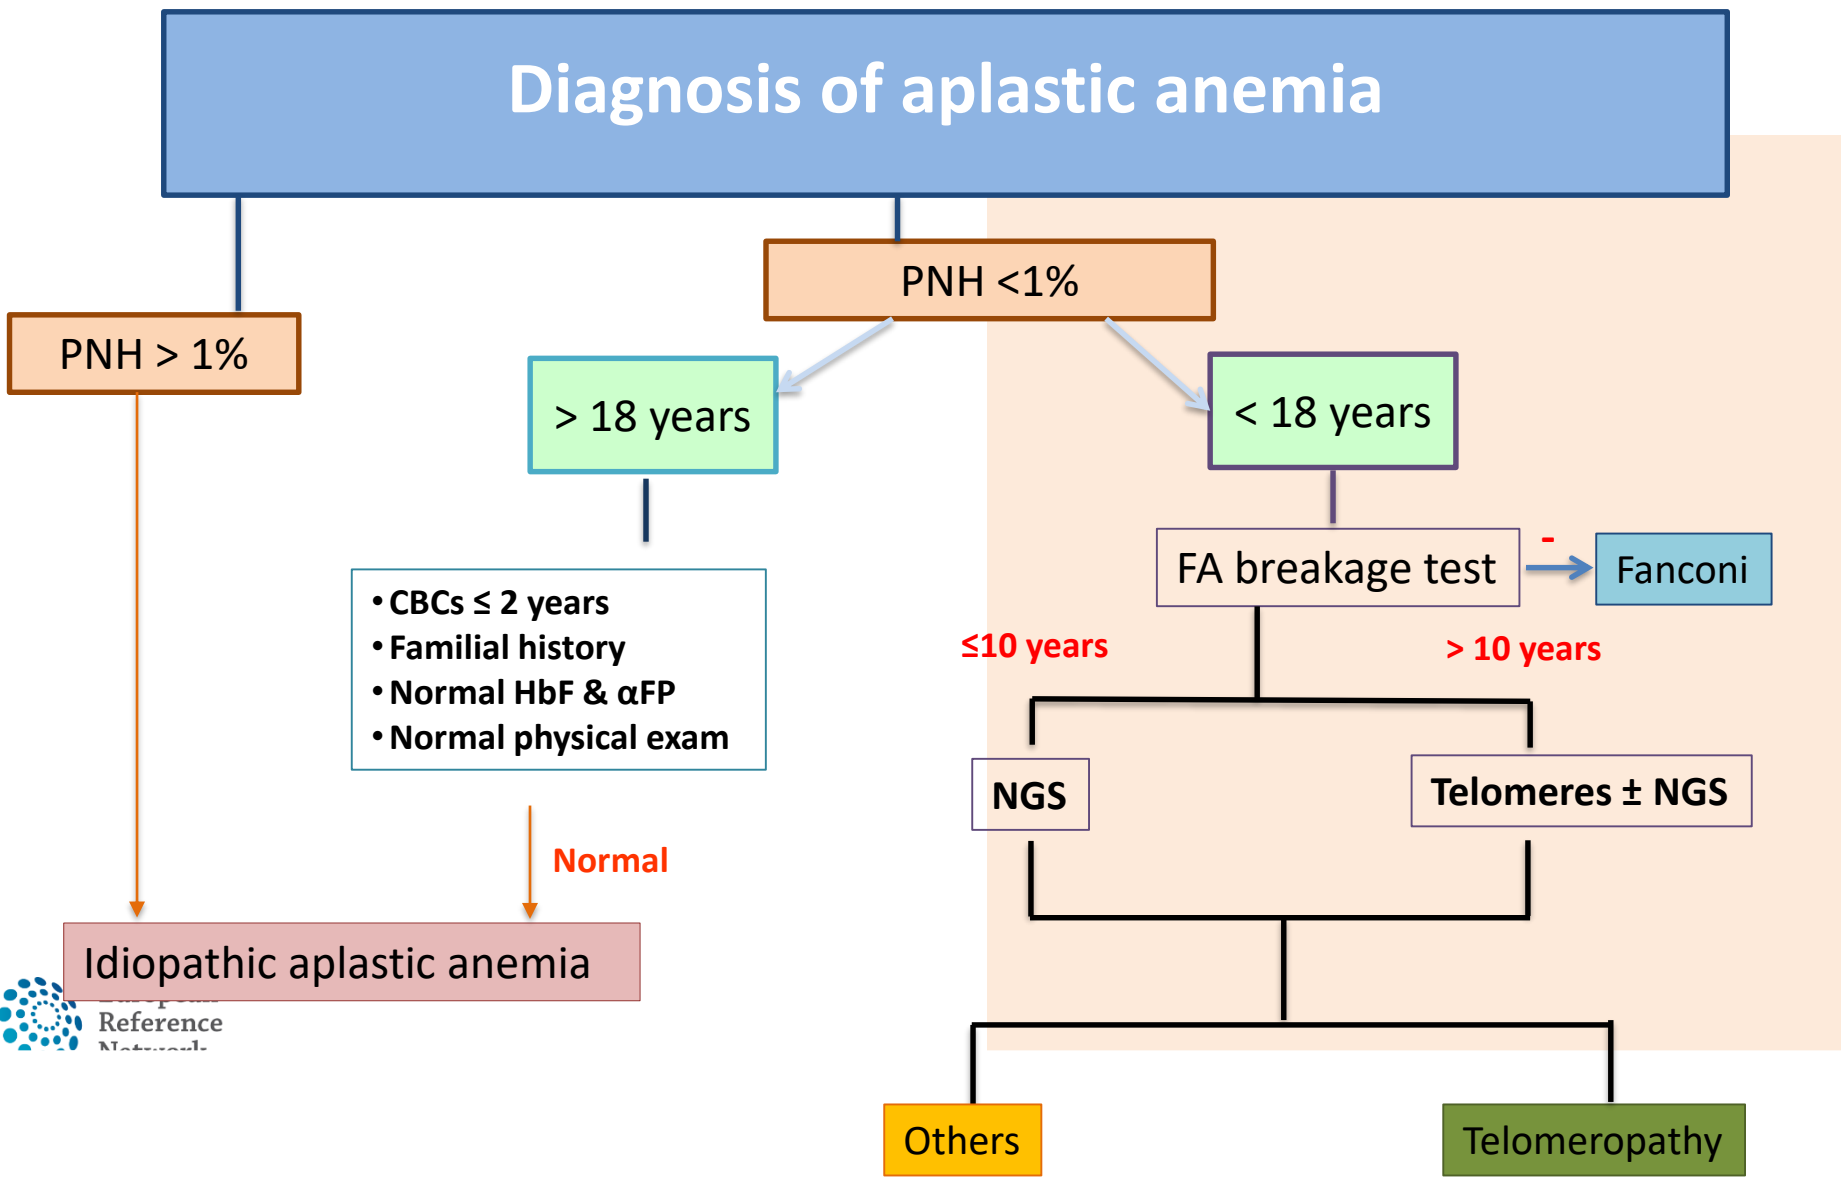 Diagnosis of aplastic anemia
PNH <1%
PNH > 1%
> 18 years
< 18 years
FA breakage test
-
Fanconi
• CBCs ≤ 2 years
• Familial history
• Normal HbF & αFP
• Normal physical exam
≤10 years
> 10 years
NGS
Telomeres ± NGS
Normal
Idiopathic aplastic anemia
European
Reference
Network
Others
Telomeropathy